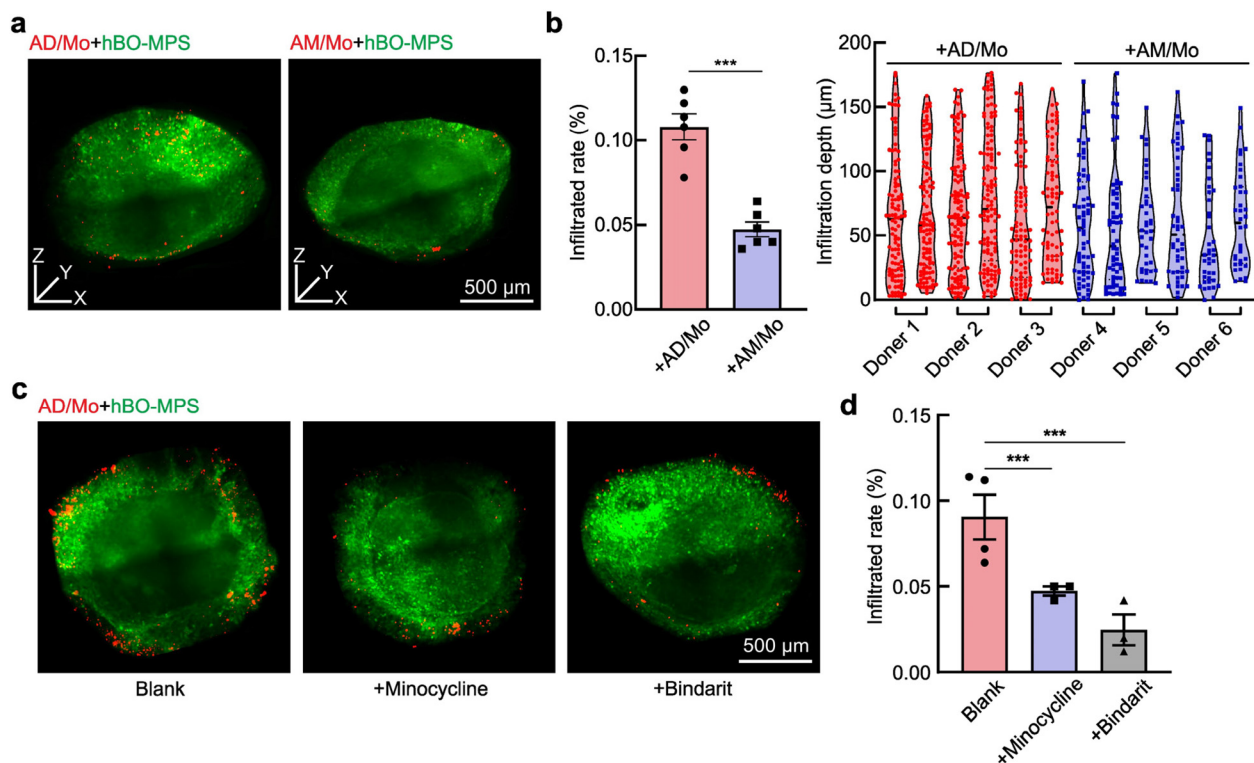 a
AD/Mo+hBO-MPS
AM/Mo+hBO-MPS
Z
Y
X
Z
Y
X
500 µm
b
Infiltrated rate (%)
0.15
0.10
0.05
0.00
***
+AD/Mo
+AM/Mo
Infiltration depth (µm)
200
150
100
50
0
+AD/Mo
+AM/Mo
Doner 1
Doner 2
Doner 3
Doner 4
Doner 5
Doner 6
c
AD/Mo+hBO-MPS
500 µm
Blank
+Minocycline
+Bindarit
d
Infiltrated rate (%)
0.15
0.10
0.05
0.00
***
***
Blank
+Minocycline
+Bindarit